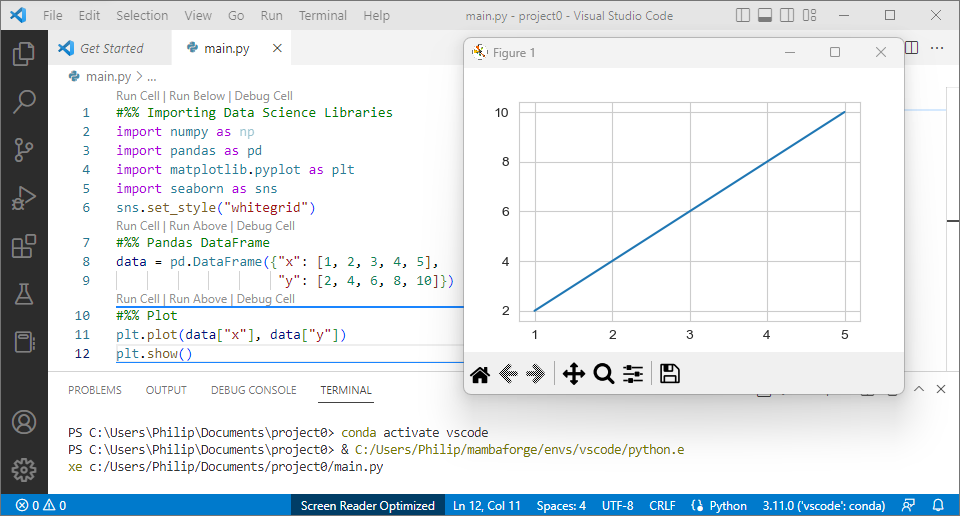 File Edit Selection View Go Run Terminal Help main.py - project0 - Visual Studio Code
Get Started main.py
main.py > ...
Run Cell | Run Below | Debug Cell
1 #%% Importing Data Science Libraries
2 import numpy as np
3 import pandas as pd
4 import matplotlib.pyplot as plt
5 import seaborn as sns
6 sns.set_style("whitegrid")
Run Cell | Run Above | Debug Cell
7 #%% Pandas DataFrame
8 data = pd.DataFrame({"x": [1, 2, 3, 4, 5],
9 "y": [2, 4, 6, 8, 10]})
Run Cell | Run Above | Debug Cell
10 #%% Plot
11 plt.plot(data["x"], data["y"])
12 plt.show()
Figure 1
10
8
6
4
2
1 2 3 4 5
PROBLEMS OUTPUT DEBUG CONSOLE TERMINAL
PS C:\Users\Philip\Documents\project0> conda activate vscode
PS C:\Users\Philip\Documents\project0> & C:/Users/Philip/mambaforge/envs/vscode/python.e
xe c:/Users/Philip/Documents/project0/main.py
0 0 Screen Reader Optimized Ln 12, Col 11 Spaces: 4 UTF-8 CRLF Python 3.11.0 ('vscode': conda)